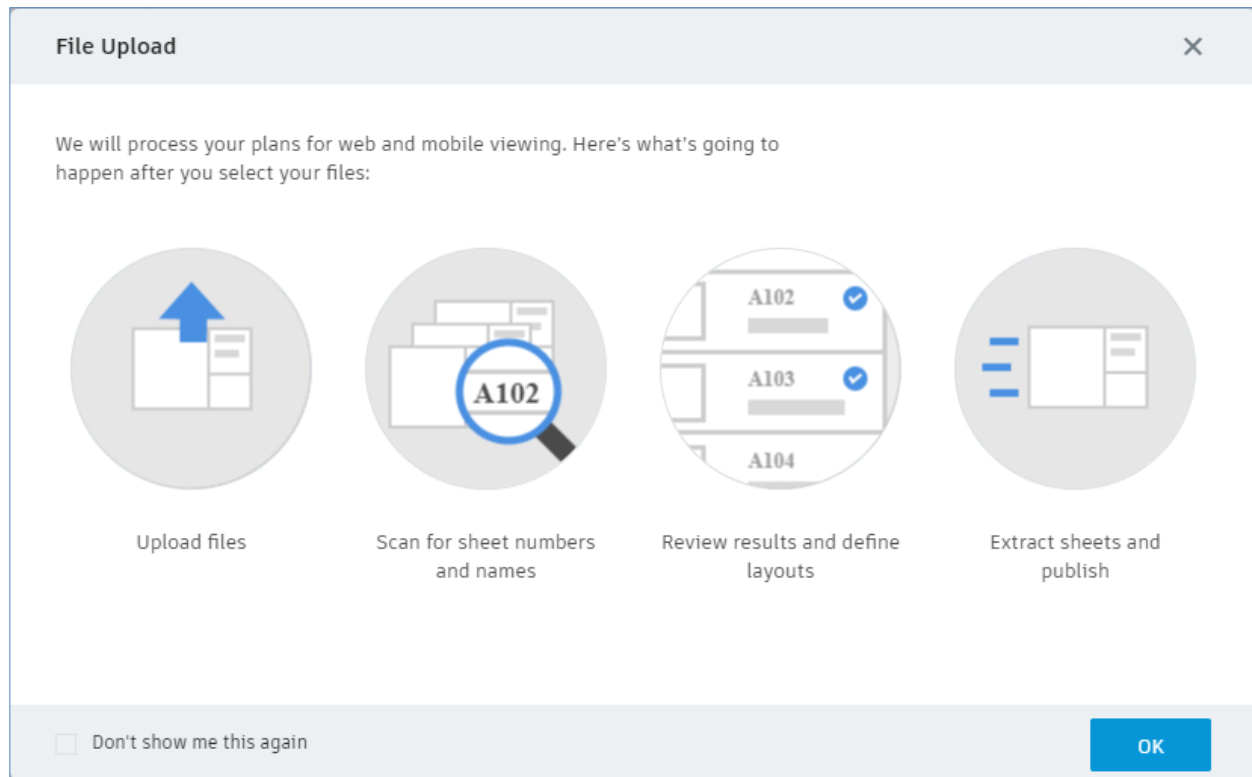 File Upload
We will process your plans for web and mobile viewing. Here's what's going to
happen after you select your files:
A102
A102
A103
A104
Upload files
Scan for sheet numbers
and names
Review results and define
layouts
Extract sheets and
publish
Don't show me this again
OK